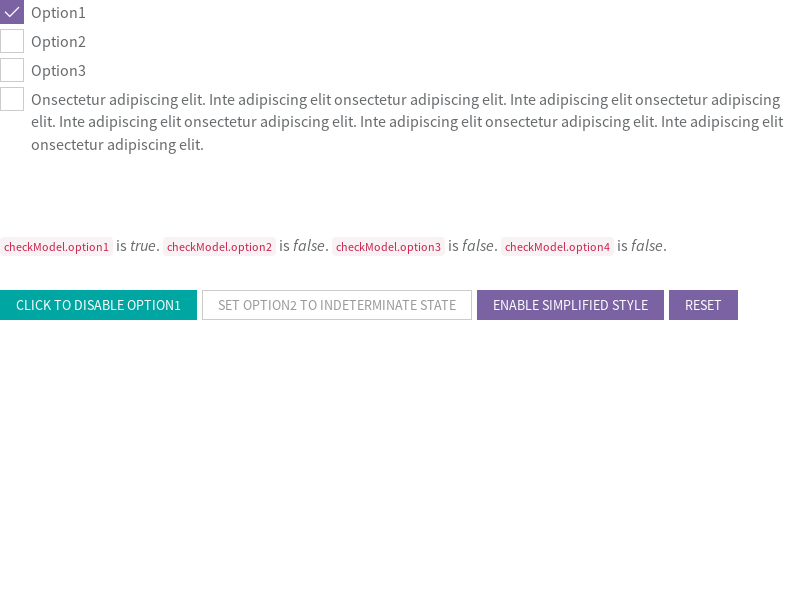 Option1
Option2
Option3
Onsectetur adipiscing elit. Inte adipiscing elit onsectetur adipiscing elit. Inte adipiscing elit onsectetur adipiscing
elit. Inte adipiscing elit onsectetur adipiscing elit. Inte adipiscing elit onsectetur adipiscing elit. Inte adipiscing elit
onsectetur adipiscing elit.
checkModel.option1 is true. checkModel.option2 is false. checkModel.option3 is false. checkModel.option4 is false.
CLICK TO DISABLE OPTION1 SET OPTION2 TO INDETERMINATE STATE ENABLE SIMPLIFIED STYLE RESET